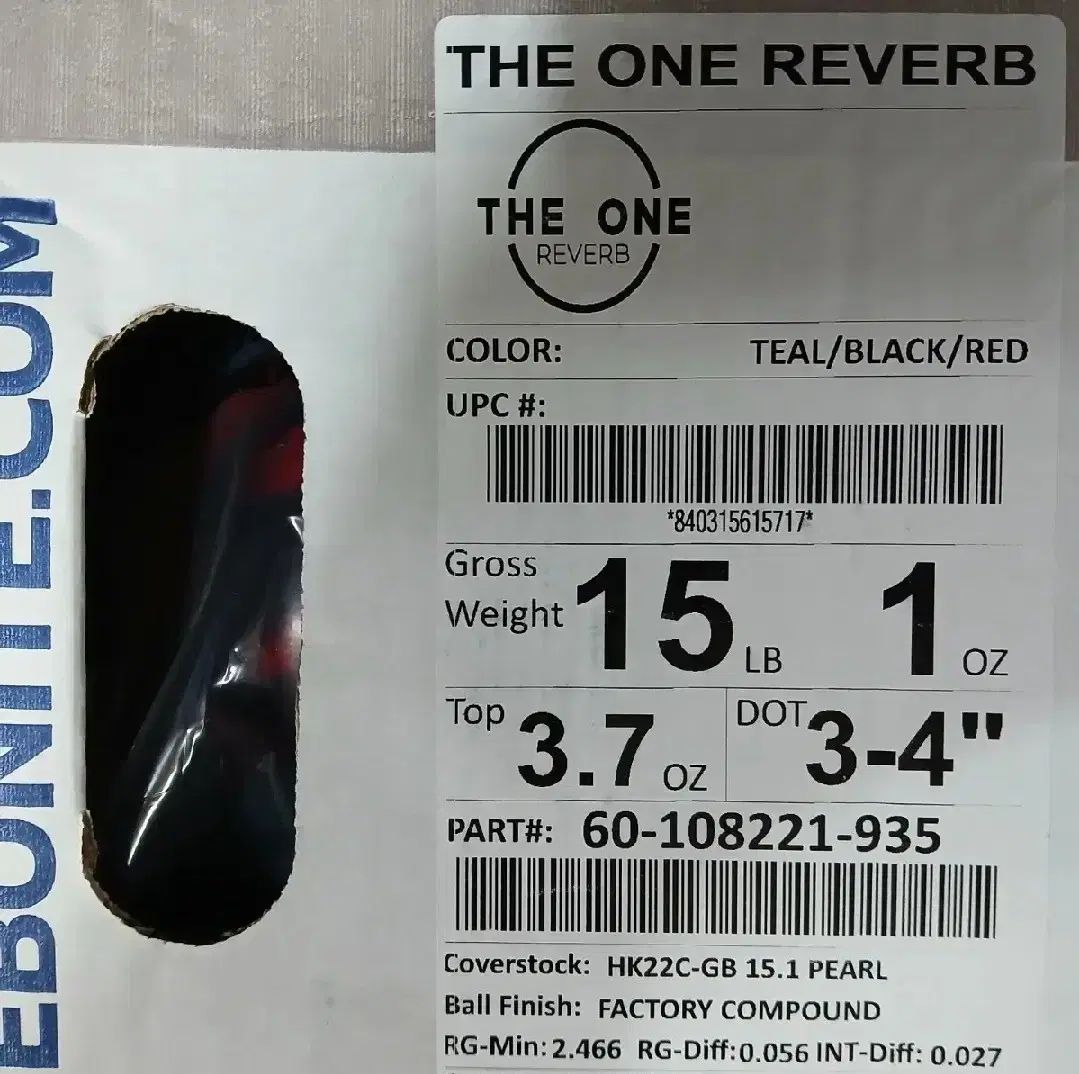 EBONITE.COM
THE ONE REVERB
THE ONE
REVERB
COLOR: TEAL/BLACK/RED
UPC #:
*840315615717*
Gross
Weight 15 LB 1 OZ
Top 3.7 OZ DOT 3-4"
PART#: 60-108221-935
Coverstock: HK22C-GB 15.1 PEARL
Ball Finish: FACTORY COMPOUND
RG-Min: 2.466 RG-Diff: 0.056 INT-Diff: 0.027